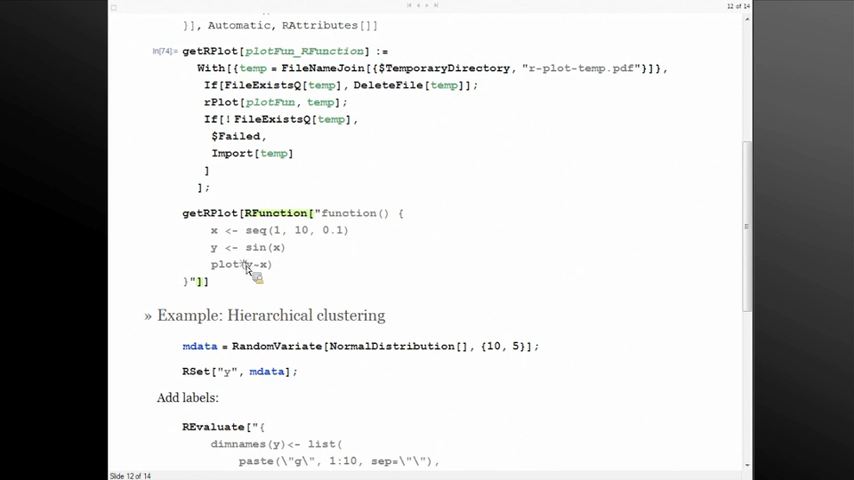 12 of 14
}], Automatic, RAttributes[]]
In[74]:= getRPlot[plotFun_RFunction] :=
With[{temp = FileNameJoin[{$TemporaryDirectory, "r-plot-temp.pdf"}]},
If[FileExistsQ[temp], DeleteFile[temp]];
rPlot[plotFun, temp];
If[! FileExistsQ[temp],
$Failed,
Import[temp]
]
];
getRPlot[RFunction["function() {
x <- seq(1, 10, 0.1)
y <- sin(x)
plot(y~x)
}"]]
» Example: Hierarchical clustering
mdata = RandomVariate[NormalDistribution[], {10, 5}];
RSet["y", mdata];
Add labels:
REvaluate["{
dimnames(y)<- list(
paste(\"g\", 1:10, sep=\"\"),
Slide 12 of 14